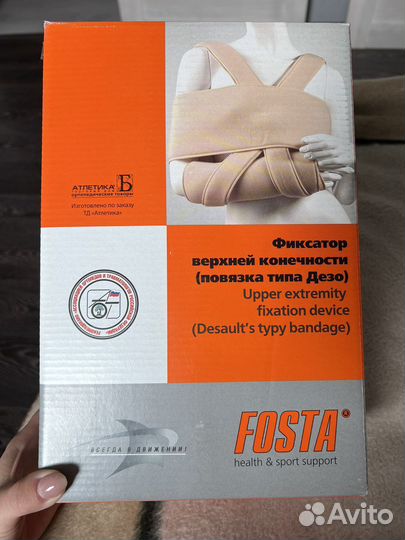 АТЛЕТИКА
ортопедические товары
Изготовлено по заказу
ТД «Атлетика»
Фиксатор
верхней конечности
(повязка типа Дезо)
Upper extremity
fixation device
(Desault's typy bandage)
ВСЕГДА В ДВИЖЕНИИ!
FOSTA®
health & sport support
Avito